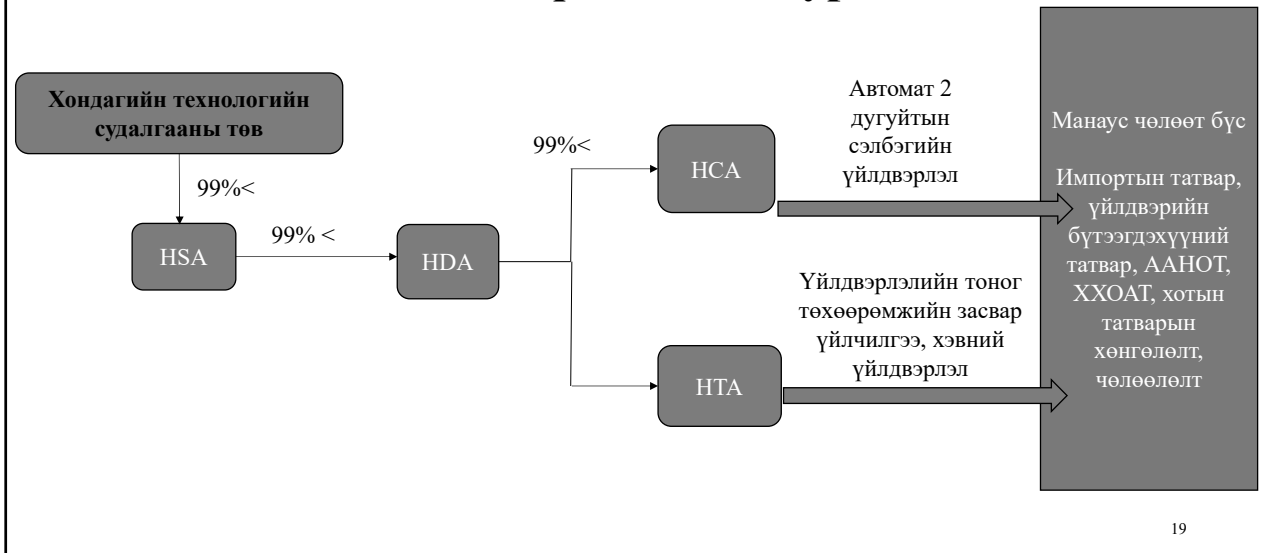 Хондагийн технологийн
судалгааны төв
99%<
HSA
99% <
HDA
99%<
HCA
HTA
Автомат 2
дугуйтын
сэлбэгийн
үйлдвэрлэл
Үйлдвэрлэлийн тоног
төхөөрөмжийн засвар
үйлчилгээ, хэвний
үйлдвэрлэл
Манаус чөлөөт бүс
Импортын татвар,
үйлдвэрийн
бүтээгдэхүүний
татвар, ААНОТ,
ХХОАТ, хотын
татварын
хөнгөлөлт,
чөлөөлөлт
19